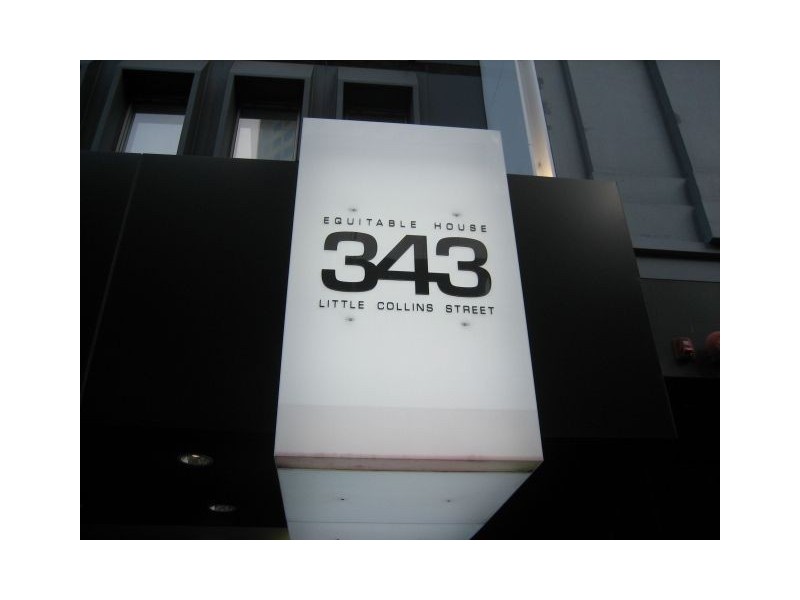 EQUITABLE HOUSE
343
LITTLE COLLINS STREET